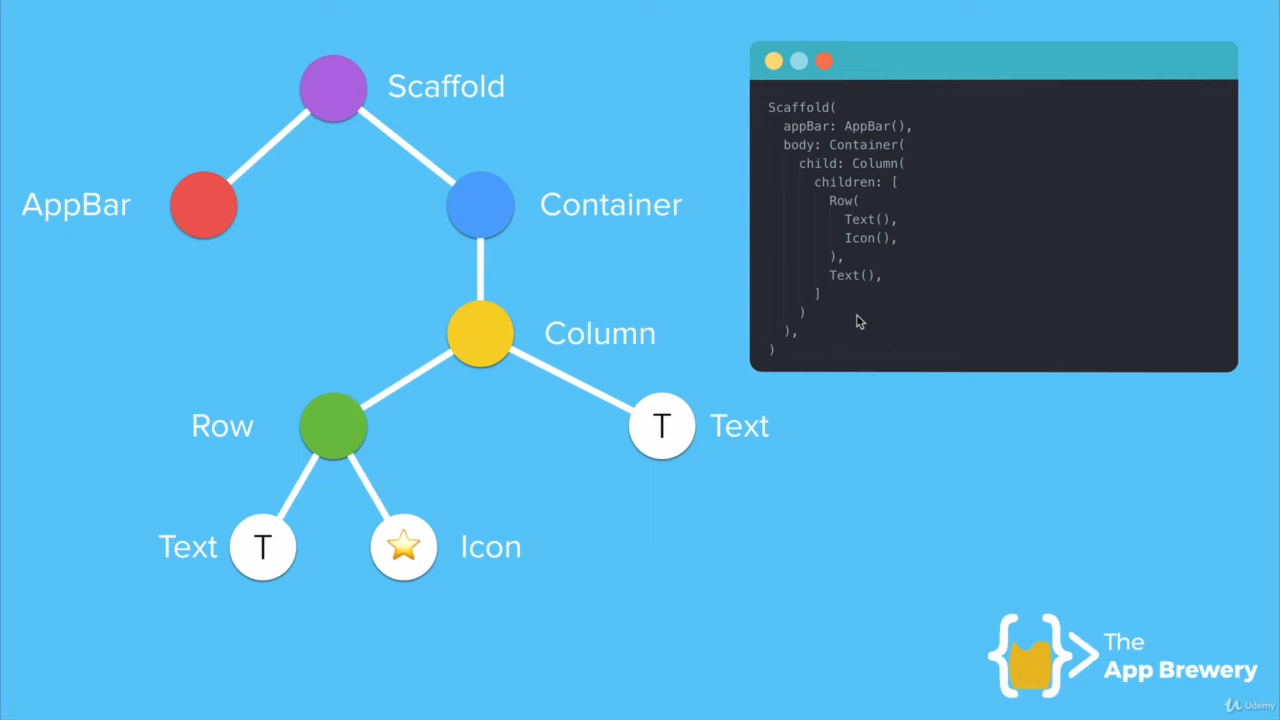 Scaffold
AppBar
Container
Column
Row
T Text
Text T
Icon
Scaffold(
  appBar: AppBar(),
  body: Container(
    child: Column(
      children: [
        Row(
          Text(),
          Icon(),
        ),
        Text(),
      ]
    )
  ),
)
The
App Brewery
Udemy